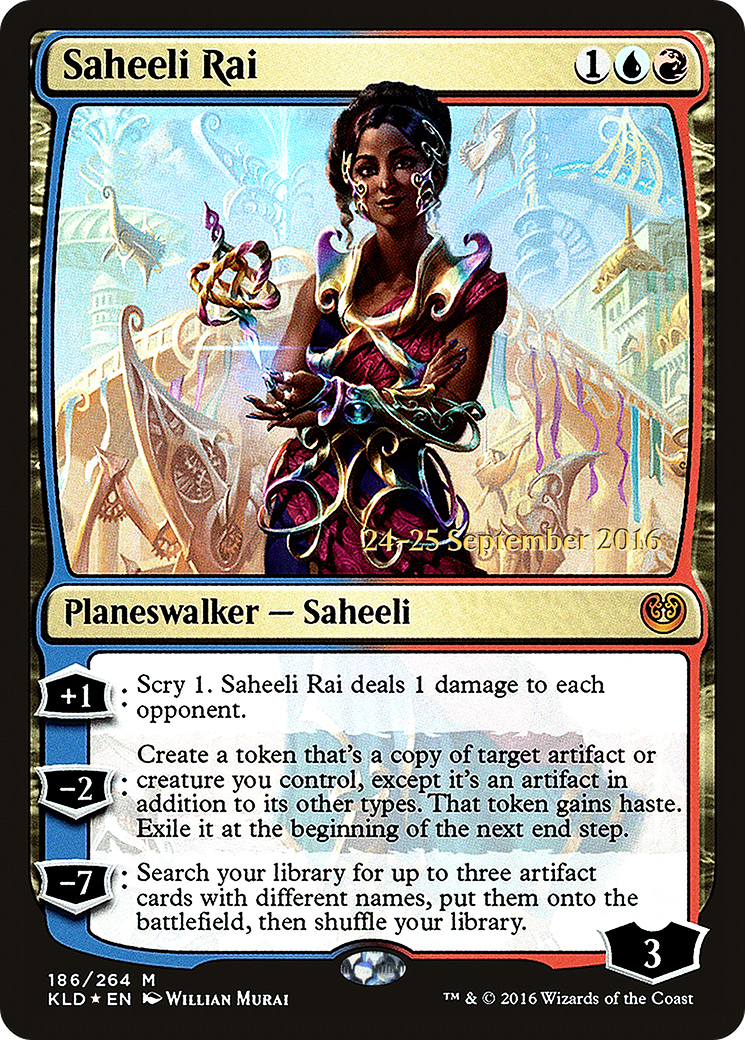 Saheeli Rai 1
24–25 September 2016
Planeswalker — Saheeli
+1 : Scry 1. Saheeli Rai deals 1 damage to each
opponent.
Create a token that's a copy of target artifact or
−2 : creature you control, except it's an artifact in
addition to its other types. That token gains haste.
Exile it at the beginning of the next end step.
−7 : Search your library for up to three artifact
cards with different names, put them onto the
battlefield, then shuffle your library.
3
186/264 M
KLD ★ EN Willian Murai ™ & © 2016 Wizards of the Coast